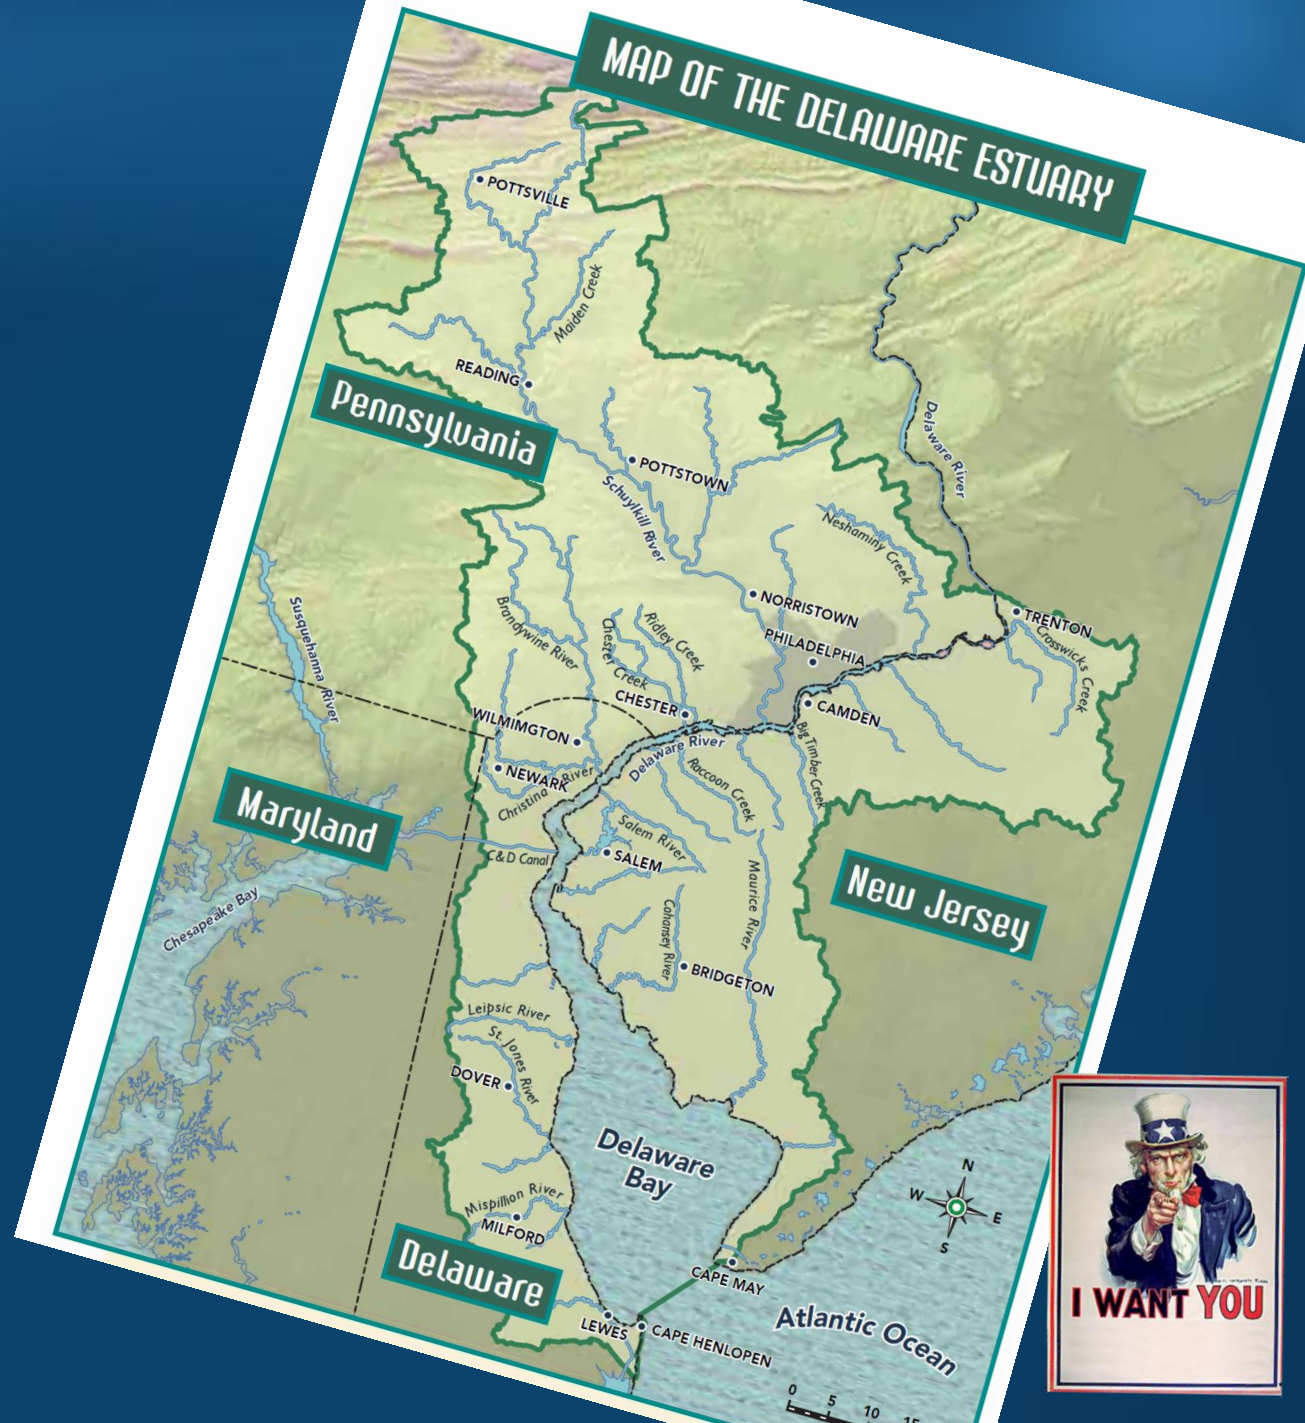 MAP OF THE DELAWARE ESTUARY
POTTSVILLE
Maiden Creek
READING
Pennsylvania
Delaware River
POTTSTOWN
Schuylkill River
Neshaminy Creek
Susquehanna River
Brandywine River
Chester Creek
Ridley Creek
NORRISTOWN
PHILADELPHIA
TRENTON
Crosswicks Creek
CHESTER
CAMDEN
WILMIMGTON
Delaware River
Big Timber Creek
NEWARK
Christina River
Raccoon Creek
Maryland
Salem River
C&D Canal
SALEM
Maurice River
New Jersey
Chesapeake Bay
Cohansey River
BRIDGETON
Leipsic River
St. Jones River
DOVER
Delaware
Bay
N
W
E
S
Mispillion River
MILFORD
Delaware
CAPE MAY
LEWES
CAPE HENLOPEN
Atlantic Ocean
0 5 10
I WANT YOU